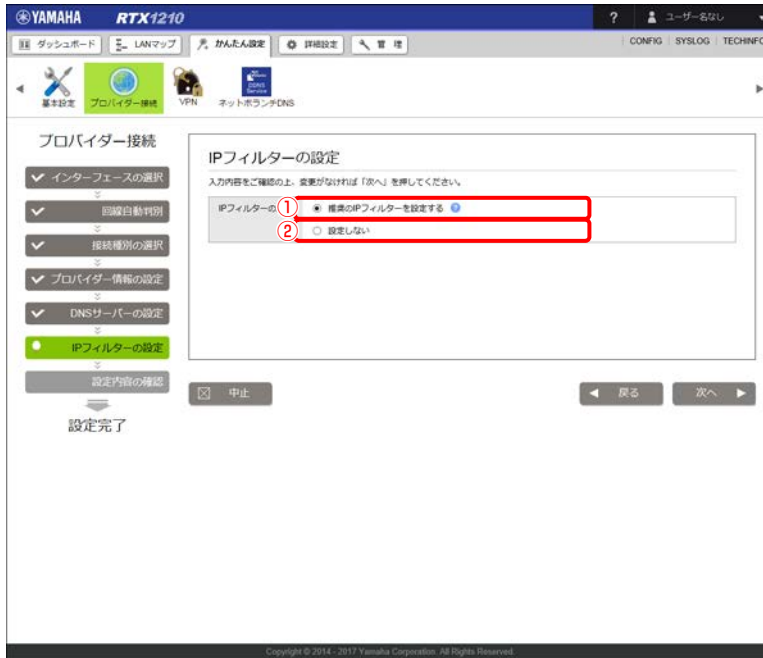 YAMAHA RTX1210 ? ユーザー名なし
ダッシュボード LANマップ かんたん設定 詳細設定 管理 CONFIG SYSLOG TECHINFO
基本設定 プロバイダー接続 VPN DDNS Service ネットボランチDNS
プロバイダー接続
インターフェースの選択
回線自動判別
接続種別の選択
プロバイダー情報の設定
DNSサーバーの設定
IPフィルターの設定
設定内容の確認
設定完了
IPフィルターの設定
入力内容をご確認の上、変更がなければ「次へ」を押してください。
IPフィルターの ① 推奨のIPフィルターを設定する ?
② 設定しない
中止 戻る 次へ
Copyright © 2014 - 2017 Yamaha Corporation. All Rights Reserved.